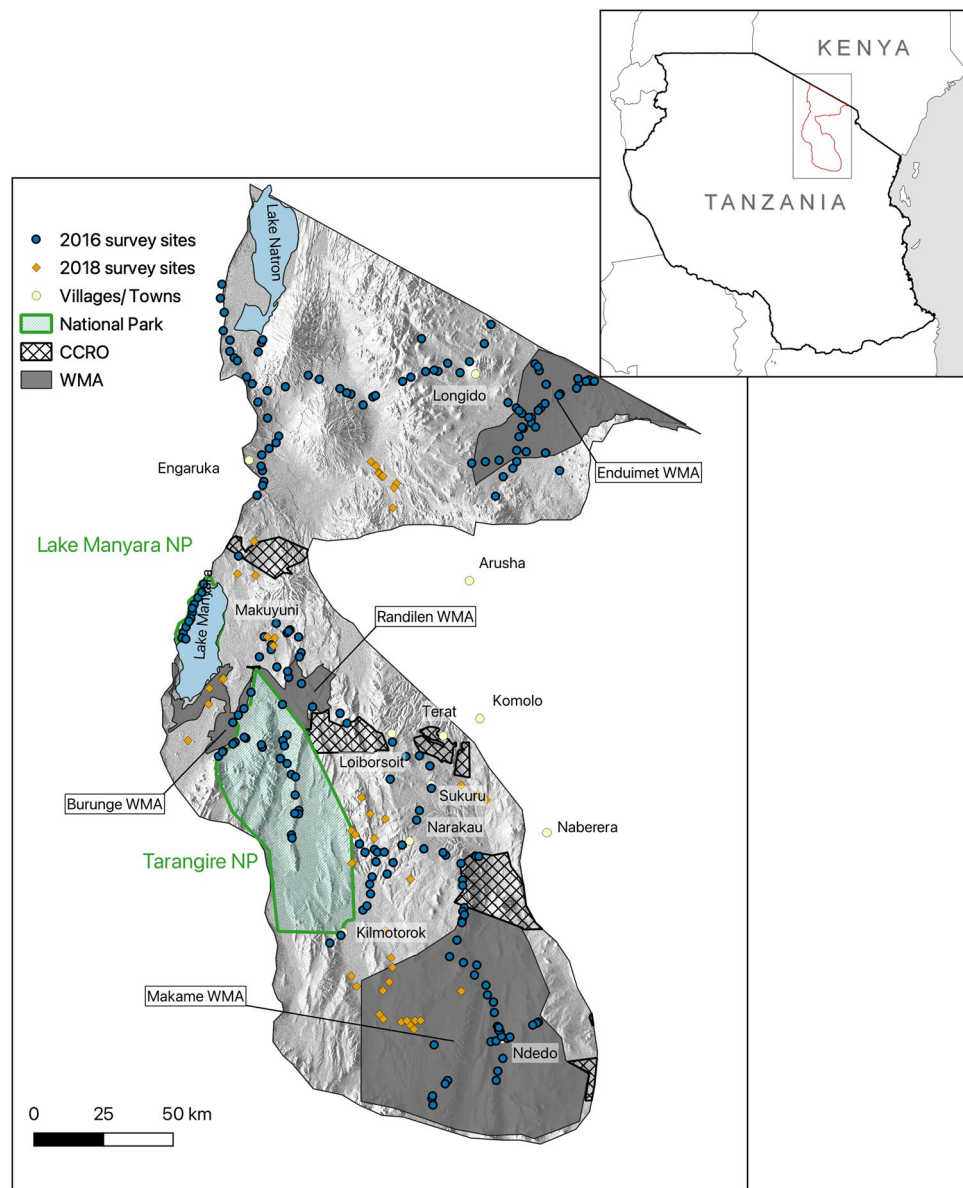 KENYA
TANZANIA
Lake Natron
2016 survey sites
2018 survey sites
Villages/ Towns
National Park
CCRO
WMA
Longido
Engaruka
Enduimet WMA
Lake Manyara NP
Arusha
Lake Manyara
Makuyuni
Randilen WMA
Komolo
Terat
Loiborsoit
Sukuru
Burunge WMA
Narakau
Naberera
Tarangire NP
Kilmotorok
Makame WMA
Ndedo
0 25 50 km